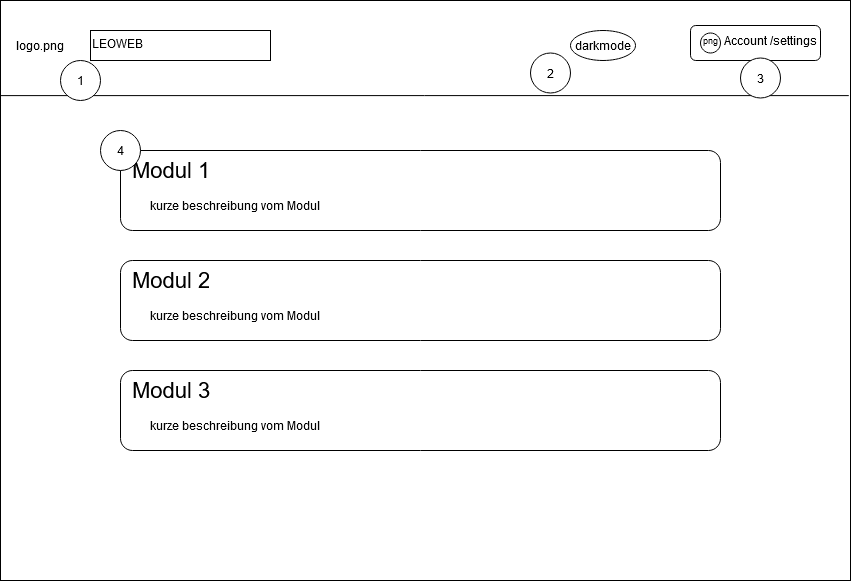 logo.png
LEOWEB
darkmode
png Account /settings
1
2
3
4
Modul 1
kurze beschreibung vom Modul
Modul 2
kurze beschreibung vom Modul
Modul 3
kurze beschreibung vom Modul